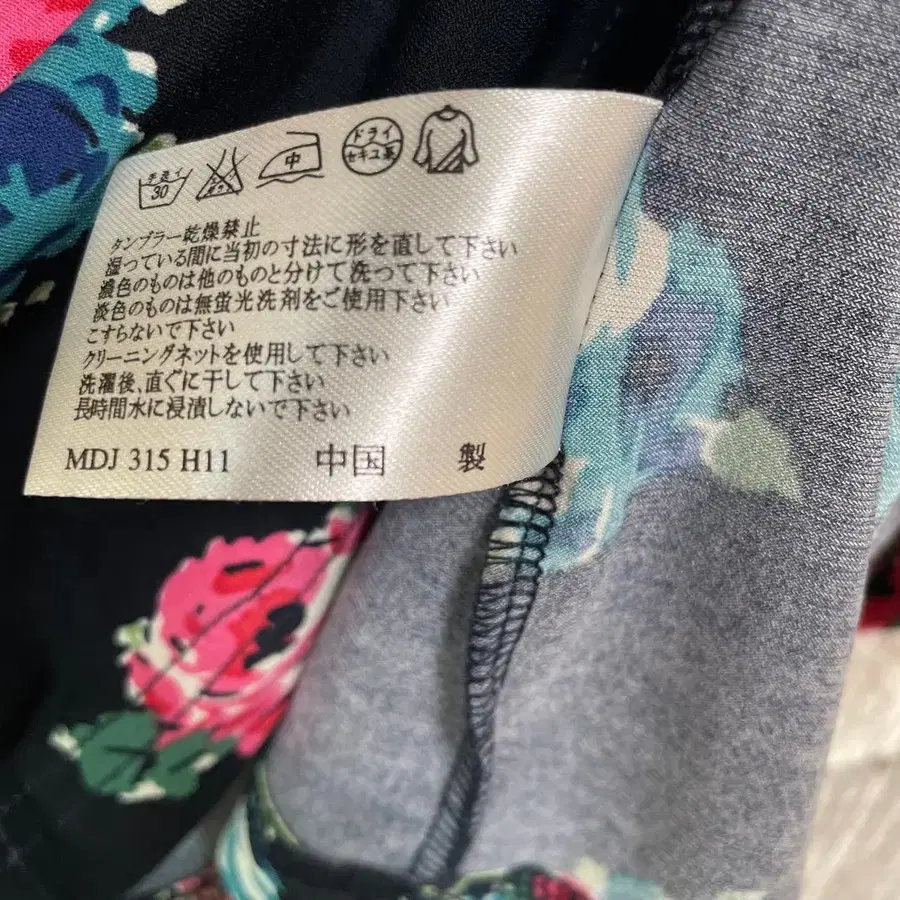 手洗イ 30 中 ドライ セキユ系
タンブラー乾燥禁止
湿っている間に当初の寸法に形を直して下さい
濃色のものは他のものと分けて洗って下さい
淡色のものは無蛍光洗剤をご使用下さい
こすらないで下さい
クリーニングネットを使用して下さい
洗濯後、直ぐに干して下さい
長時間水に浸漬しないで下さい
MDJ 315 H11 中国 製